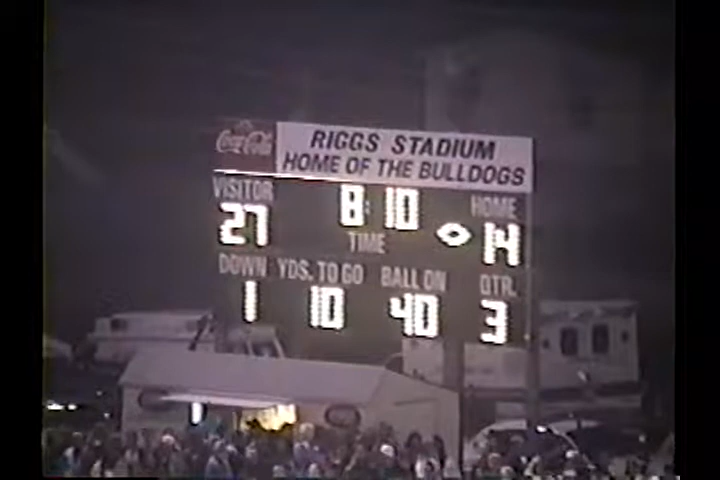 Coca-Cola
RIGGS STADIUM
HOME OF THE BULLDOGS
VISITOR 8:10 HOME
27 TIME 14
DOWN YDS. TO GO BALL ON QTR.
1 10 40 3